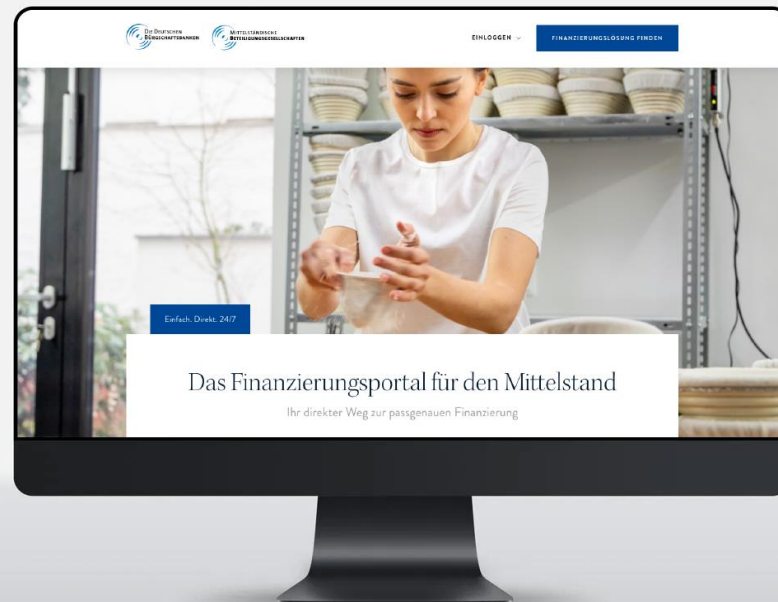 Die Deutschen
Bürgschaftsbanken
Mittelständische
Beteiligungsgesellschaften
EINLOGGEN
FINANZIERUNGSLÖSUNG FINDEN
Einfach. Direkt. 24/7
Das Finanzierungsportal für den Mittelstand
Ihr direkter Weg zur passgenauen Finanzierung